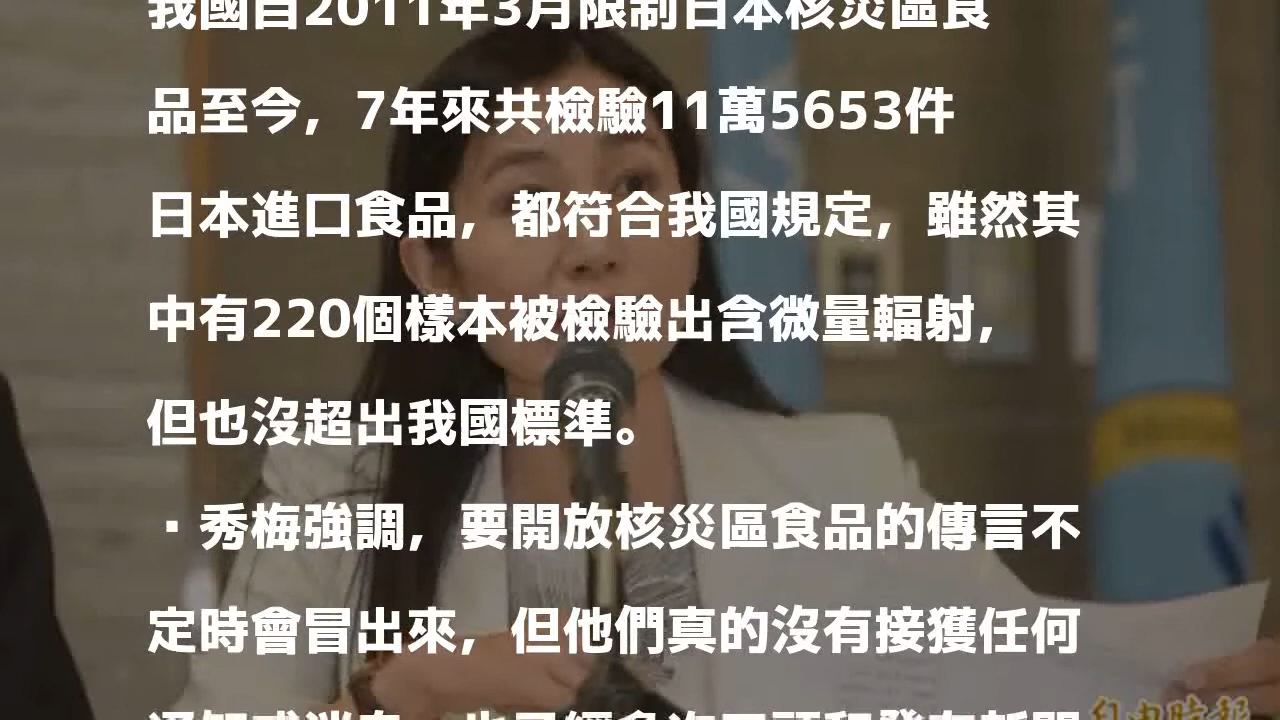 我國自2011年3月限制日本核災區食
品至今，7年來共檢驗11萬5653件
日本進口食品，都符合我國規定，雖然其
中有220個樣本被檢驗出含微量輻射，
但也沒超出我國標準。
▪秀梅強調，要開放核災區食品的傳言不
定時會冒出來，但他們真的沒有接獲任何
自由時報